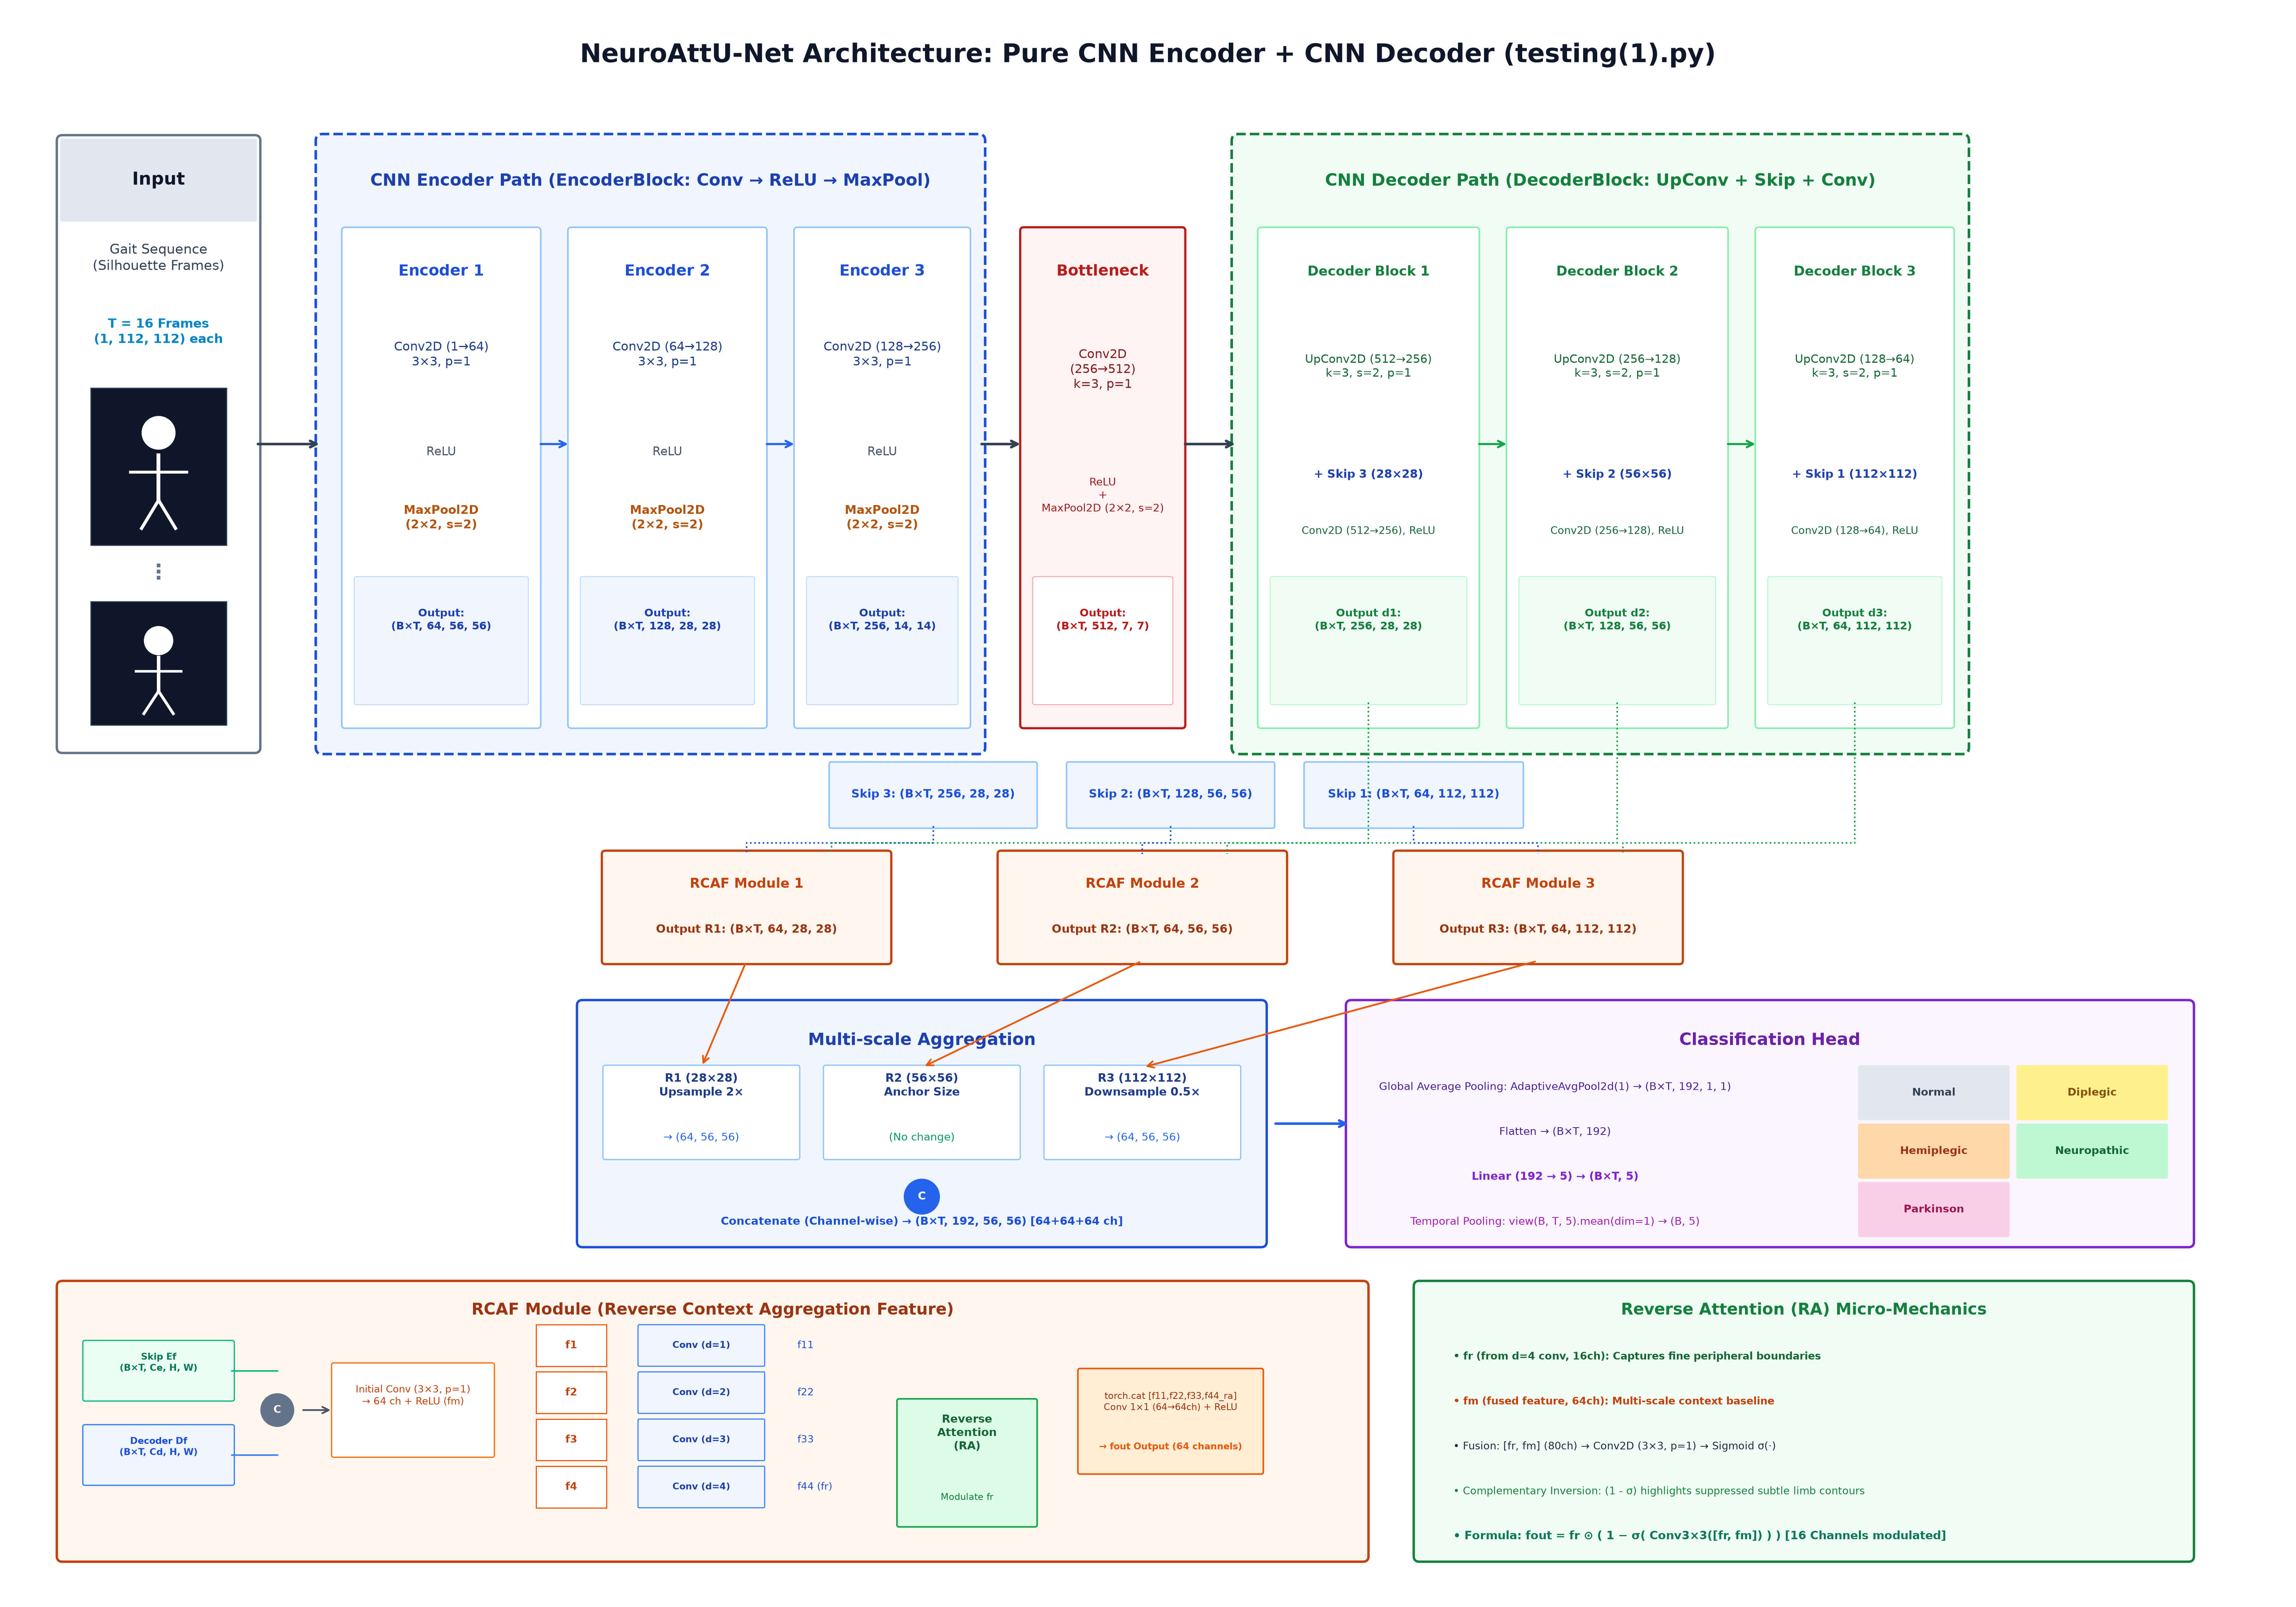 NeuroAttU-Net Architecture: Pure CNN Encoder + CNN Decoder (testing(1).py)
Input
Gait Sequence
(Silhouette Frames)
T = 16 Frames
(1, 112, 112) each
CNN Encoder Path (EncoderBlock: Conv → ReLU → MaxPool)
Encoder 1
Conv2D (1→64)
3×3, p=1
ReLU
MaxPool2D
(2×2, s=2)
Output:
(B×T, 64, 56, 56)
Encoder 2
Conv2D (64→128)
3×3, p=1
ReLU
MaxPool2D
(2×2, s=2)
Output:
(B×T, 128, 28, 28)
Encoder 3
Conv2D (128→256)
3×3, p=1
ReLU
MaxPool2D
(2×2, s=2)
Output:
(B×T, 256, 14, 14)
Bottleneck
Conv2D
(256→512)
k=3, p=1
ReLU
+
MaxPool2D (2×2, s=2)
Output:
(B×T, 512, 7, 7)
CNN Decoder Path (DecoderBlock: UpConv + Skip + Conv)
Decoder Block 1
UpConv2D (512→256)
k=3, s=2, p=1
+ Skip 3 (28×28)
Conv2D (512→256), ReLU
Output d1:
(B×T, 256, 28, 28)
Decoder Block 2
UpConv2D (256→128)
k=3, s=2, p=1
+ Skip 2 (56×56)
Conv2D (256→128), ReLU
Output d2:
(B×T, 128, 56, 56)
Decoder Block 3
UpConv2D (128→64)
k=3, s=2, p=1
+ Skip 1 (112×112)
Conv2D (128→64), ReLU
Output d3:
(B×T, 64, 112, 112)
Skip 3: (B×T, 256, 28, 28)
Skip 2: (B×T, 128, 56, 56)
Skip 1: (B×T, 64, 112, 112)
RCAF Module 1
Output R1: (B×T, 64, 28, 28)
RCAF Module 2
Output R2: (B×T, 64, 56, 56)
RCAF Module 3
Output R3: (B×T, 64, 112, 112)
Multi-scale Aggregation
R1 (28×28)
Upsample 2×
→ (64, 56, 56)
R2 (56×56)
Anchor Size
(No change)
R3 (112×112)
Downsample 0.5×
→ (64, 56, 56)
C
Concatenate (Channel-wise) → (B×T, 192, 56, 56) [64+64+64 ch]
Classification Head
Global Average Pooling: AdaptiveAvgPool2d(1) → (B×T, 192, 1, 1)
Flatten → (B×T, 192)
Linear (192 → 5) → (B×T, 5)
Temporal Pooling: view(B, T, 5).mean(dim=1) → (B, 5)
Normal
Diplegic
Hemiplegic
Neuropathic
Parkinson
RCAF Module (Reverse Context Aggregation Feature)
Skip Ef
(B×T, Ce, H, W)
Decoder Df
(B×T, Cd, H, W)
C
Initial Conv (3×3, p=1)
→ 64 ch + ReLU (fm)
f1
Conv (d=1)
f11
f2
Conv (d=2)
f22
f3
Conv (d=3)
f33
f4
Conv (d=4)
f44 (fr)
Reverse
Attention
(RA)
Modulate fr
torch.cat [f11,f22,f33,f44_ra]
Conv 1×1 (64→64ch) + ReLU
→ fout Output (64 channels)
Reverse Attention (RA) Micro-Mechanics
• fr (from d=4 conv, 16ch): Captures fine peripheral boundaries
• fm (fused feature, 64ch): Multi-scale context baseline
• Fusion: [fr, fm] (80ch) → Conv2D (3×3, p=1) → Sigmoid σ(·)
• Complementary Inversion: (1 - σ) highlights suppressed subtle limb contours
• Formula: fout = fr ⊙ ( 1 − σ( Conv3×3([fr, fm]) ) ) [16 Channels modulated]